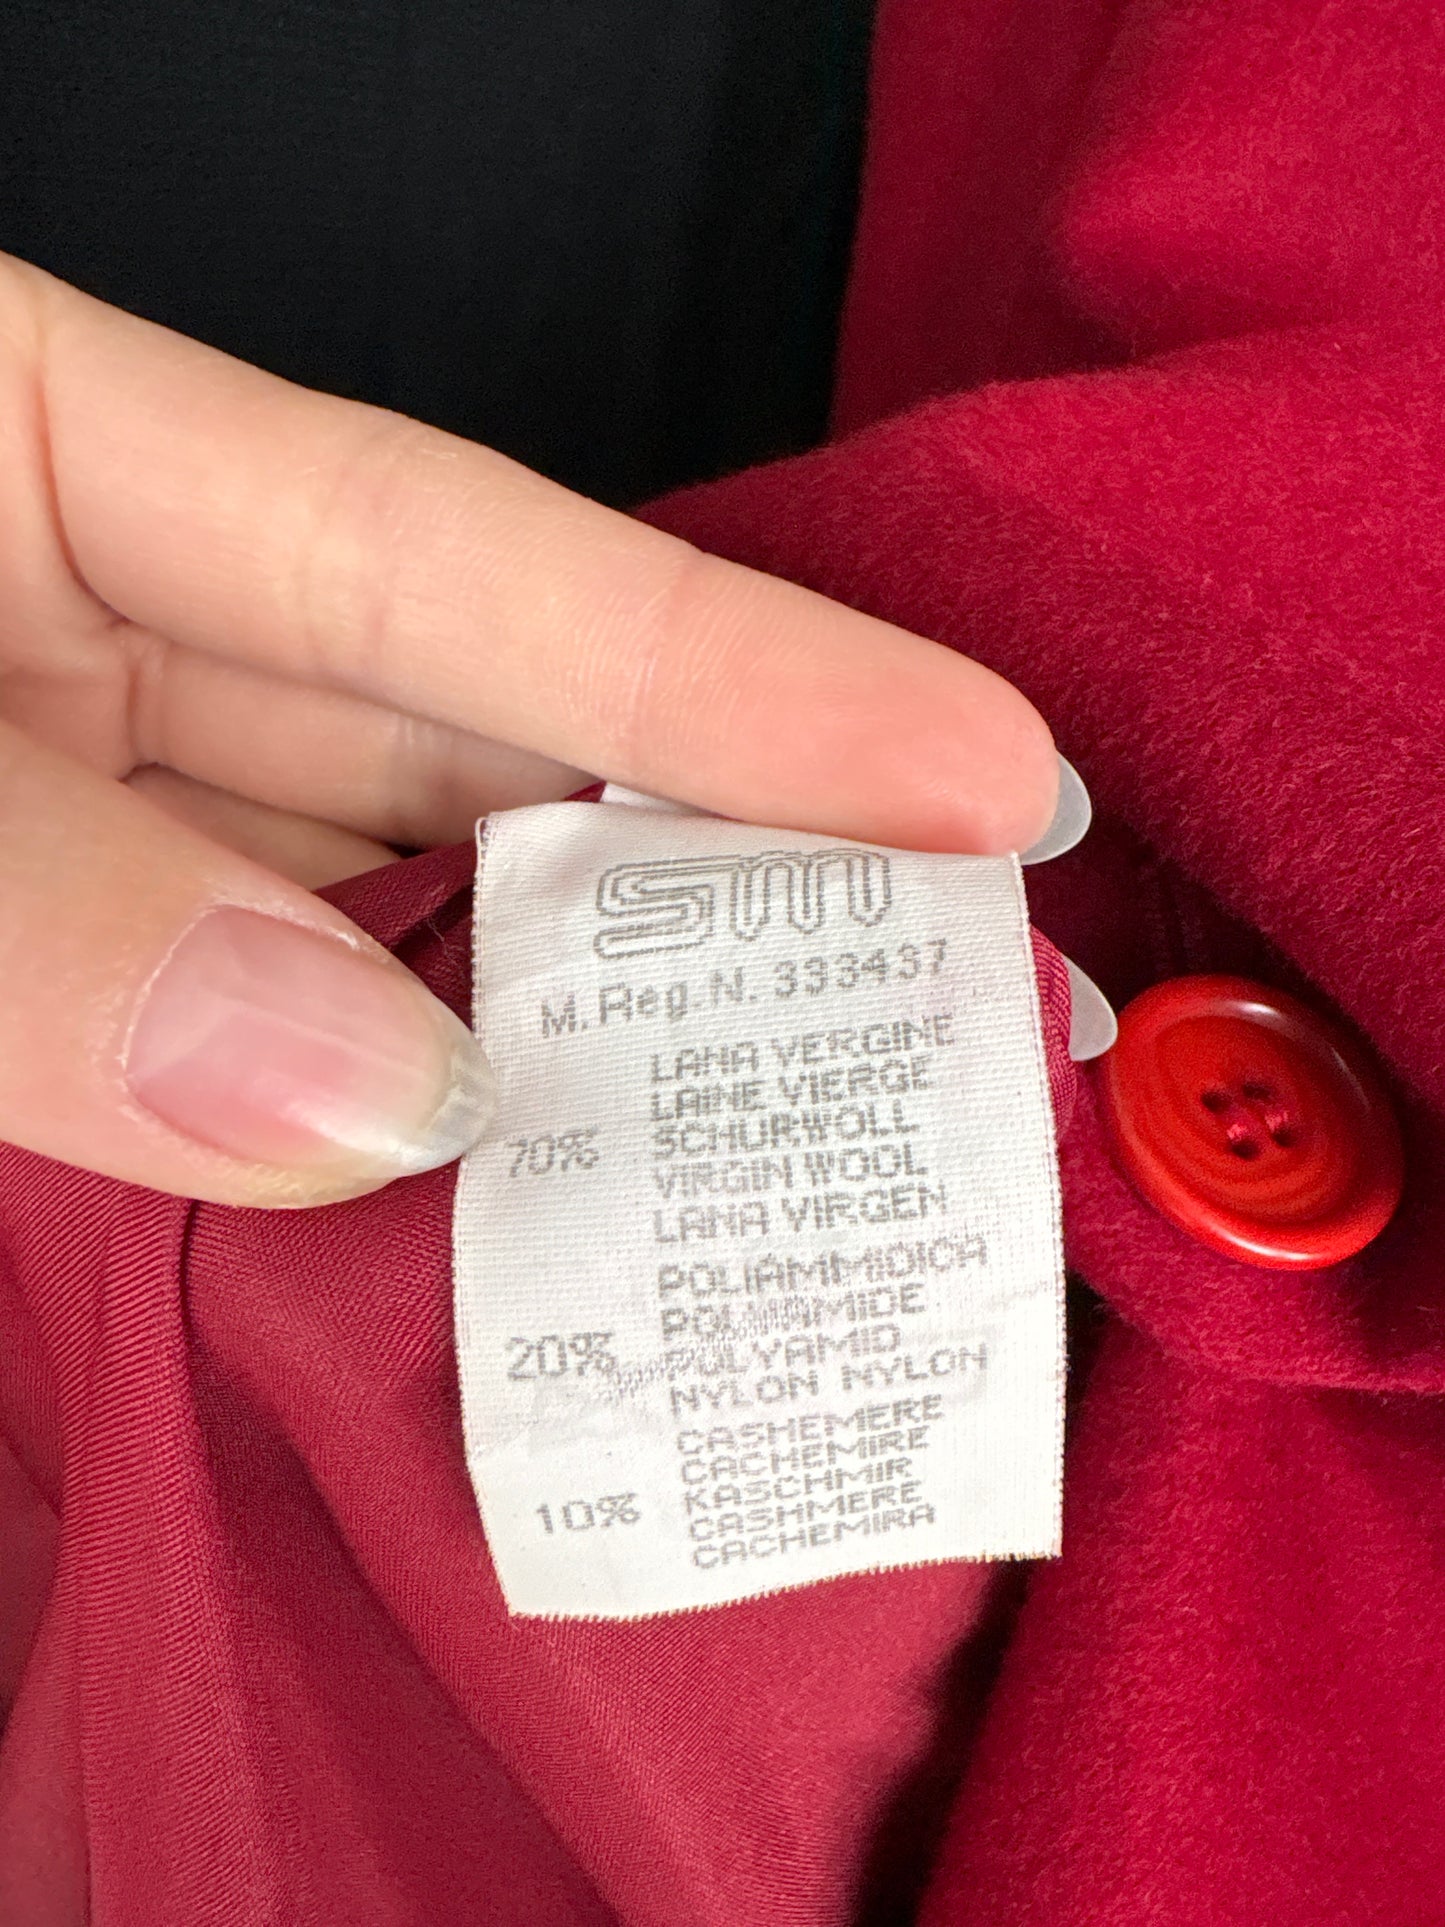 sm
M. Reg. N. 333437
LANA VERGINE
LAINE VIERGE
70% SCHURWOLL
VIRGIN WOOL
LANA VIRGEN
POLIAMMIDICA
POLYAMIDE
20% POLYAMID
NYLON NYLON
CASHEMERE
CACHEMIRE
10% KASCHMIR
CASHMERE
CACHEMIRA